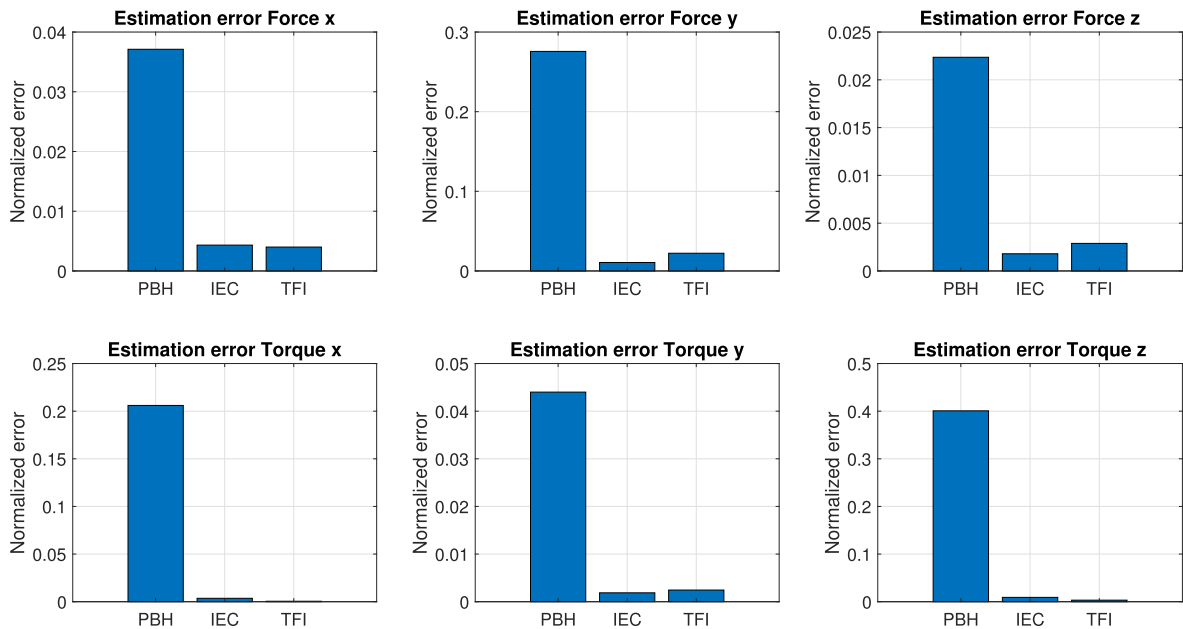 Estimation error Force x
Normalized error
0.04
0.03
0.02
0.01
0
PBH IEC TFI
Estimation error Force y
Normalized error
0.3
0.2
0.1
0
PBH IEC TFI
Estimation error Force z
Normalized error
0.025
0.02
0.015
0.01
0.005
0
PBH IEC TFI
Estimation error Torque x
Normalized error
0.25
0.2
0.15
0.1
0.05
0
PBH IEC TFI
Estimation error Torque y
Normalized error
0.05
0.04
0.03
0.02
0.01
0
PBH IEC TFI
Estimation error Torque z
Normalized error
0.5
0.4
0.3
0.2
0.1
0
PBH IEC TFI